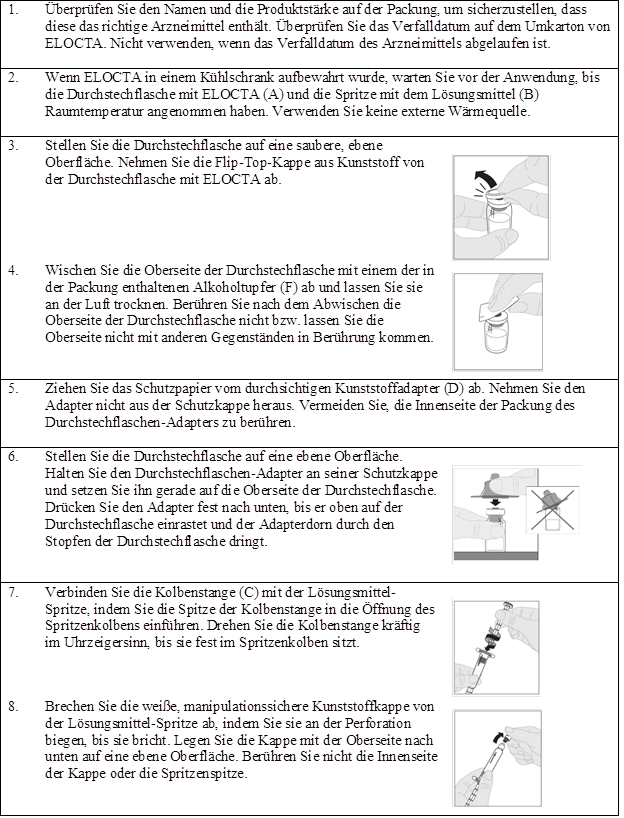 1. Überprüfen Sie den Namen und die Produktstärke auf der Packung, um sicherzustellen, dass
diese das richtige Arzneimittel enthält. Überprüfen Sie das Verfalldatum auf dem Umkarton von
ELOCTA. Nicht verwenden, wenn das Verfalldatum des Arzneimittels abgelaufen ist.
2. Wenn ELOCTA in einem Kühlschrank aufbewahrt wurde, warten Sie vor der Anwendung, bis
die Durchstechflasche mit ELOCTA (A) und die Spritze mit dem Lösungsmittel (B)
Raumtemperatur angenommen haben. Verwenden Sie keine externe Wärmequelle.
3. Stellen Sie die Durchstechflasche auf eine saubere, ebene
Oberfläche. Nehmen Sie die Flip-Top-Kappe aus Kunststoff von
der Durchstechflasche mit ELOCTA ab.
4. Wischen Sie die Oberseite der Durchstechflasche mit einem der in
der Packung enthaltenen Alkoholtupfer (F) ab und lassen Sie sie
an der Luft trocknen. Berühren Sie nach dem Abwischen die
Oberseite der Durchstechflasche nicht bzw. lassen Sie die
Oberseite nicht mit anderen Gegenständen in Berührung kommen.
5. Ziehen Sie das Schutzpapier vom durchsichtigen Kunststoffadapter (D) ab. Nehmen Sie den
Adapter nicht aus der Schutzkappe heraus. Vermeiden Sie, die Innenseite der Packung des
Durchstechflaschen-Adapters zu berühren.
6. Stellen Sie die Durchstechflasche auf eine ebene Oberfläche.
Halten Sie den Durchstechflaschen-Adapter an seiner Schutzkappe
und setzen Sie ihn gerade auf die Oberseite der Durchstechflasche.
Drücken Sie den Adapter fest nach unten, bis er oben auf der
Durchstechflasche einrastet und der Adapterdorn durch den
Stopfen der Durchstechflasche dringt.
7. Verbinden Sie die Kolbenstange (C) mit der Lösungsmittel-
Spritze, indem Sie die Spitze der Kolbenstange in die Öffnung des
Spritzenkolbens einführen. Drehen Sie die Kolbenstange kräftig
im Uhrzeigersinn, bis sie fest im Spritzenkolben sitzt.
8. Brechen Sie die weiße, manipulationssichere Kunststoffkappe von
der Lösungsmittel-Spritze ab, indem Sie sie an der Perforation
biegen, bis sie bricht. Legen Sie die Kappe mit der Oberseite nach
unten auf eine ebene Oberfläche. Berühren Sie nicht die Innenseite
der Kappe oder die Spritzenspitze.